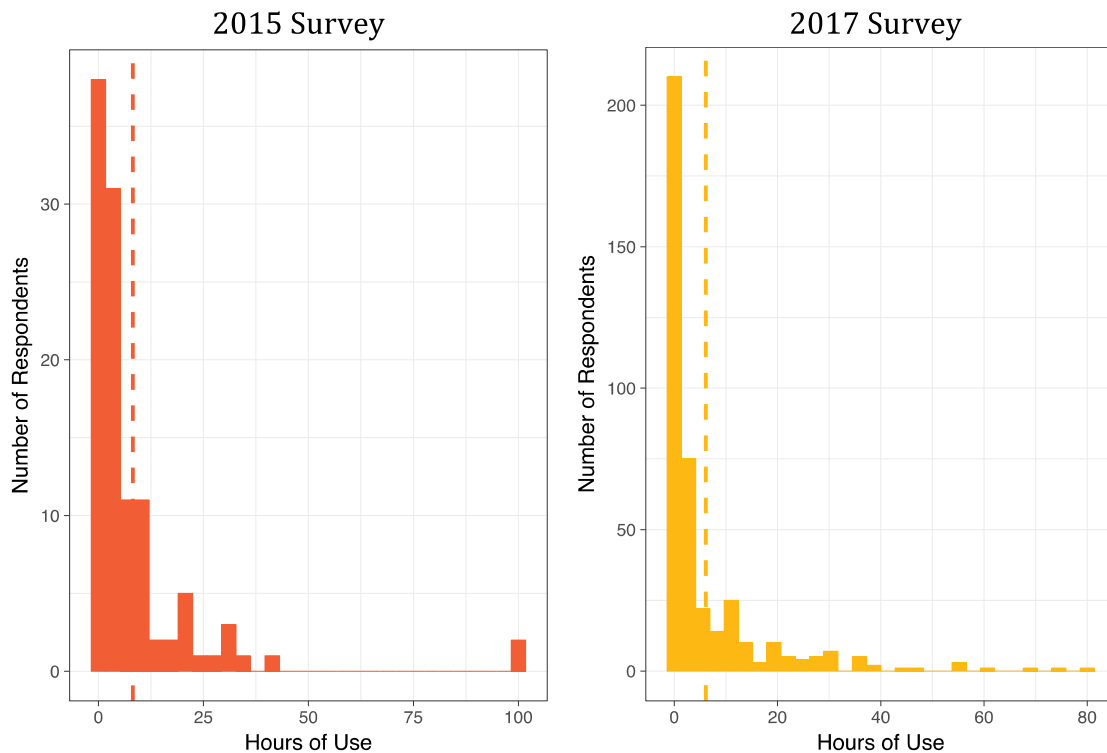 2015 Survey
Number of Respondents
30
20
10
0
0 25 50 75 100
Hours of Use
2017 Survey
Number of Respondents
200
150
100
50
0
0 20 40 60 80
Hours of Use